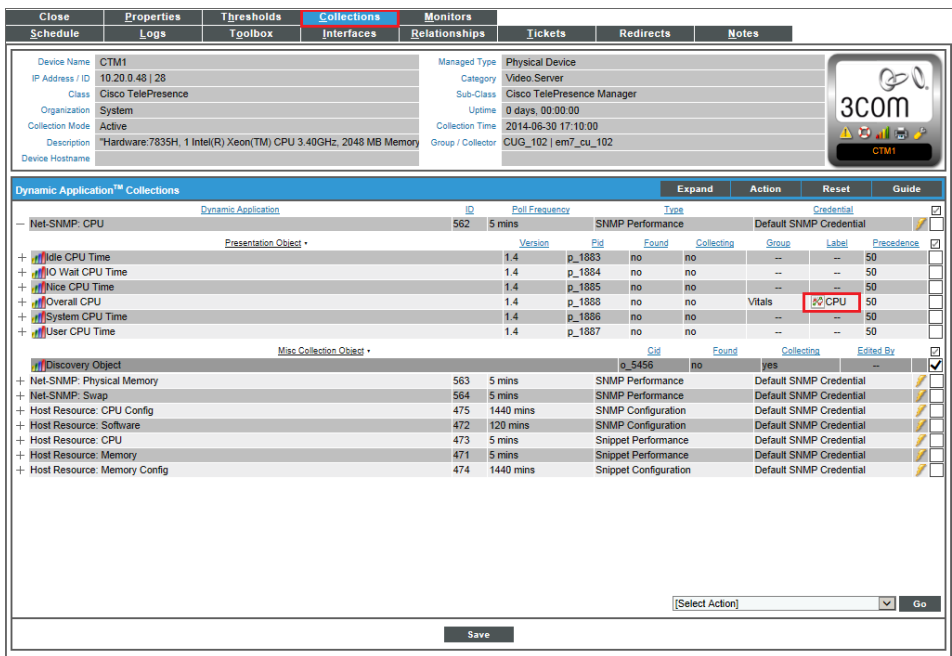 Close Properties Thresholds Collections Monitors
Schedule Logs Toolbox Interfaces Relationships Tickets Redirects Notes
Device Name CTM1 Managed Type Physical Device
IP Address / ID 10.20.0.48 | 28 Category Video.Server
Class Cisco TelePresence Sub-Class Cisco TelePresence Manager
Organization System Uptime 0 days, 00:00:00
Collection Mode Active Collection Time 2014-06-30 17:10:00
Description "Hardware:7835H, 1 Intel(R) Xeon(TM) CPU 3.40GHz, 2048 MB Memory Group / Collector CUG_102 | em7_cu_102
Device Hostname
3com
CTM1
Dynamic Application™ Collections Expand Action Reset Guide
Dynamic Application ID Poll Frequency Type Credential
Net-SNMP: CPU 562 5 mins SNMP Performance Default SNMP Credential
Presentation Object Version Pid Found Collecting Group Label Precedence
Idle CPU Time 1.4 p_1883 no no -- -- 50
IO Wait CPU Time 1.4 p_1884 no no -- -- 50
Nice CPU Time 1.4 p_1885 no no -- -- 50
Overall CPU 1.4 p_1888 no no Vitals CPU 50
System CPU Time 1.4 p_1886 no no -- -- 50
User CPU Time 1.4 p_1887 no no -- -- 50
Misc Collection Object Cid Found Collecting Edited By
Discovery Object o_5456 no yes --
Net-SNMP: Physical Memory 563 5 mins SNMP Performance Default SNMP Credential
Net-SNMP: Swap 564 5 mins SNMP Performance Default SNMP Credential
Host Resource: CPU Config 475 1440 mins SNMP Configuration Default SNMP Credential
Host Resource: Software 472 120 mins SNMP Configuration Default SNMP Credential
Host Resource: CPU 473 5 mins Snippet Performance Default SNMP Credential
Host Resource: Memory 471 5 mins Snippet Performance Default SNMP Credential
Host Resource: Memory Config 474 1440 mins Snippet Configuration Default SNMP Credential
[Select Action] Go
Save